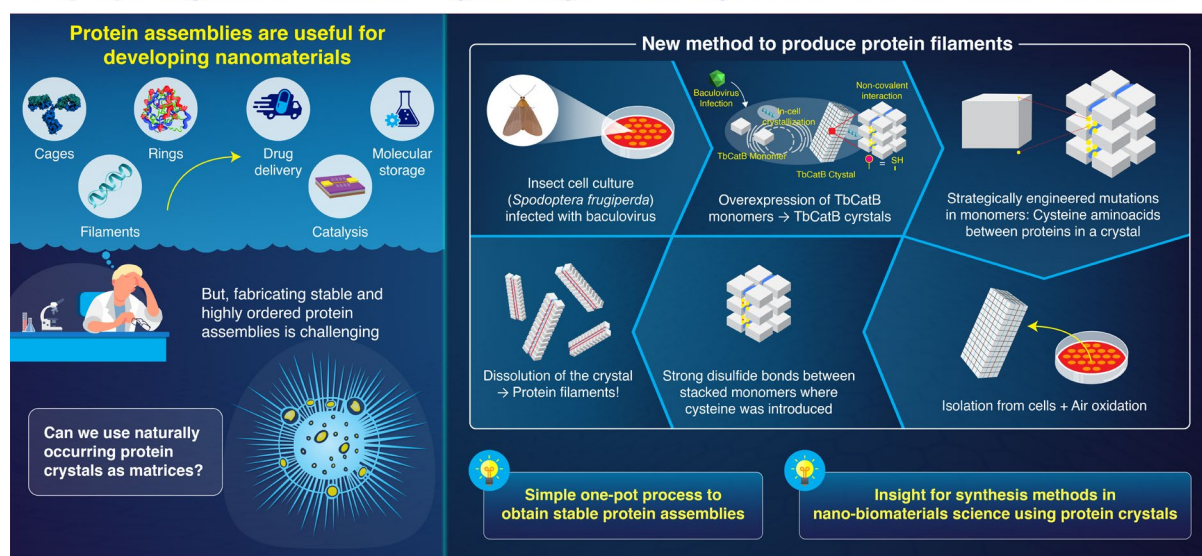 Protein assemblies are useful for
developing nanomaterials
Cages
Rings
Drug
delivery
Molecular
storage
Filaments
Catalysis
But, fabricating stable and
highly ordered protein
assemblies is challenging
Can we use naturally
occurring protein
crystals as matrices?
New method to produce protein filaments
Insect cell culture
(Spodoptera frugiperda)
infected with baculovirus
Baculovirus
Infection
In-cell
crystallization
TbCatB Monomer
TbCatB Ctystal
Non-covalent
interaction
= SH
Overexpression of TbCatB
monomers → TbCatB cyrstals
Strategically engineered mutations
in monomers: Cysteine aminoacids
between proteins in a crystal
Dissolution of the crystal
→ Protein filaments!
Strong disulfide bonds between
stacked monomers where
cysteine was introduced
Isolation from cells + Air oxidation
Simple one-pot process to
obtain stable protein assemblies
Insight for synthesis methods in
nano-biomaterials science using protein crystals